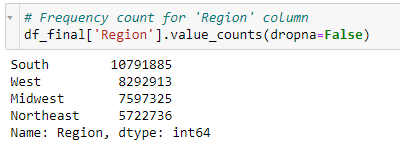 # Frequency count for 'Region' column
df_final['Region'].value_counts(dropna=False)
South        10791885
West          8292913
Midwest       7597325
Northeast     5722736
Name: Region, dtype: int64